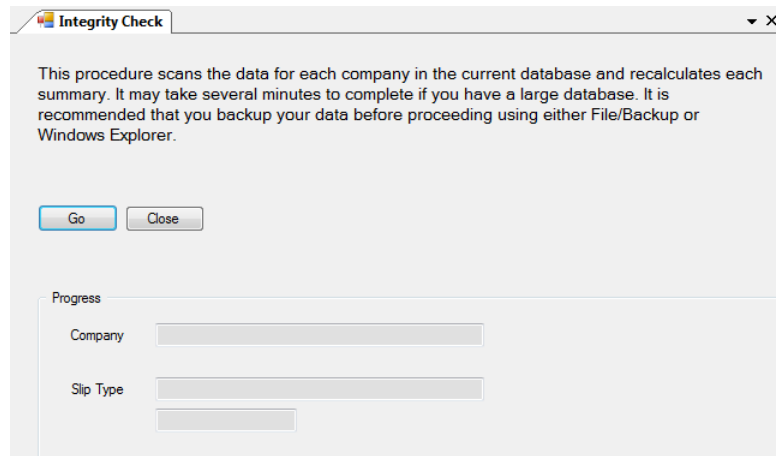 Integrity Check
This procedure scans the data for each company in the current database and recalculates each
summary. It may take several minutes to complete if you have a large database. It is
recommended that you backup your data before proceeding using either File/Backup or
Windows Explorer.
Go Close
Progress
Company
Slip Type